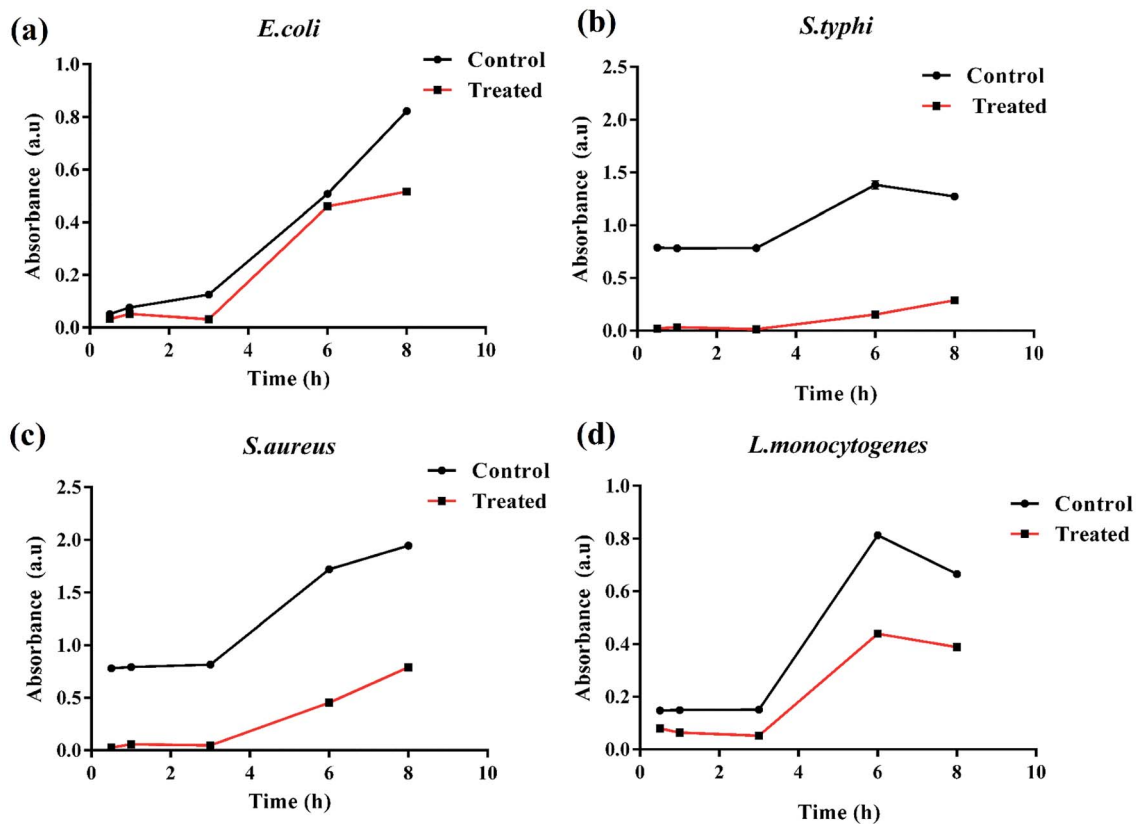 (a)
E.coli
Control
Treated
1.0
0.8
0.6
0.4
0.2
0.0
Absorbance (a.u)
0 2 4 6 8 10
Time (h)
(b)
S.typhi
Control
Treated
2.5
2.0
1.5
1.0
0.5
0.0
Absorbance (a.u)
0 2 4 6 8 10
Time (h)
(c)
S.aureus
Control
Treated
2.5
2.0
1.5
1.0
0.5
0.0
Absorbance (a.u)
0 2 4 6 8 10
Time (h)
(d)
L.monocytogenes
Control
Treated
1.0
0.8
0.6
0.4
0.2
0.0
Absorbance (a.u)
0 2 4 6 8 10
Time (h)